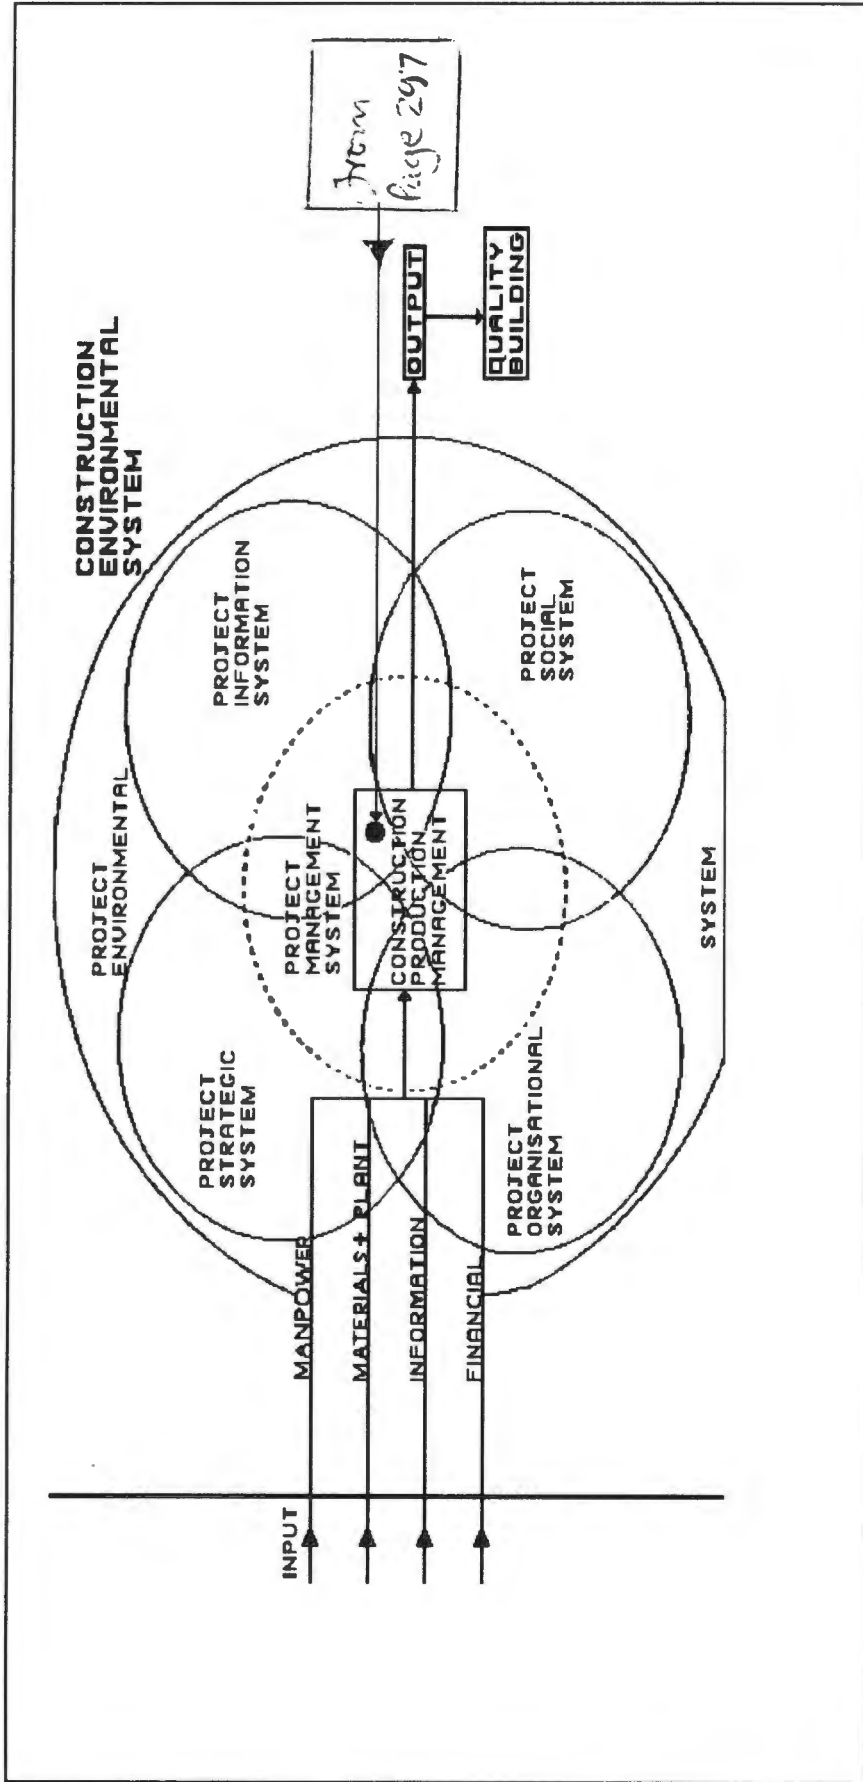 CONSTRUCTION
ENVIRONMENTAL
SYSTEM
from
Page 297
PROJECT
ENVIRONMENTAL
PROJECT
STRATEGIC
SYSTEM
PROJECT
INFORMATION
SYSTEM
PROJECT
MANAGEMENT
SYSTEM
INPUT
MANPOWER
MATERIALS+ PLANT
INFORMATION
FINANCIAL
CONSTRUCTION
PRODUCTION
MANAGEMENT
OUTPUT
QUALITY
BUILDING
PROJECT
ORGANISATIONAL
SYSTEM
PROJECT
SOCIAL
SYSTEM
SYSTEM